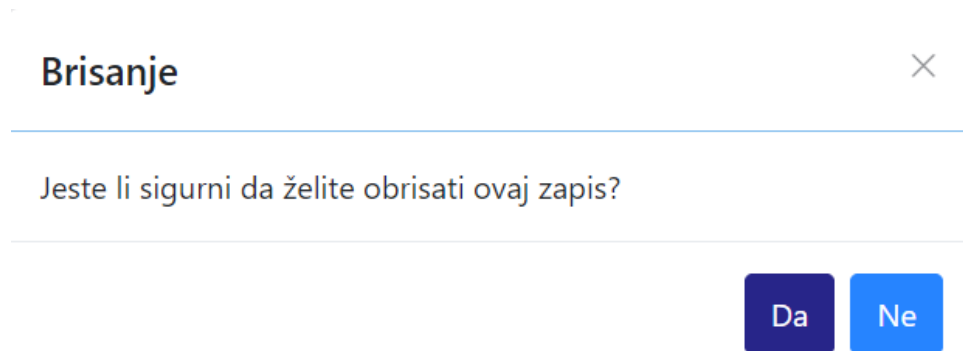 Brisanje
Jeste li sigurni da želite obrisati ovaj zapis?
Da Ne